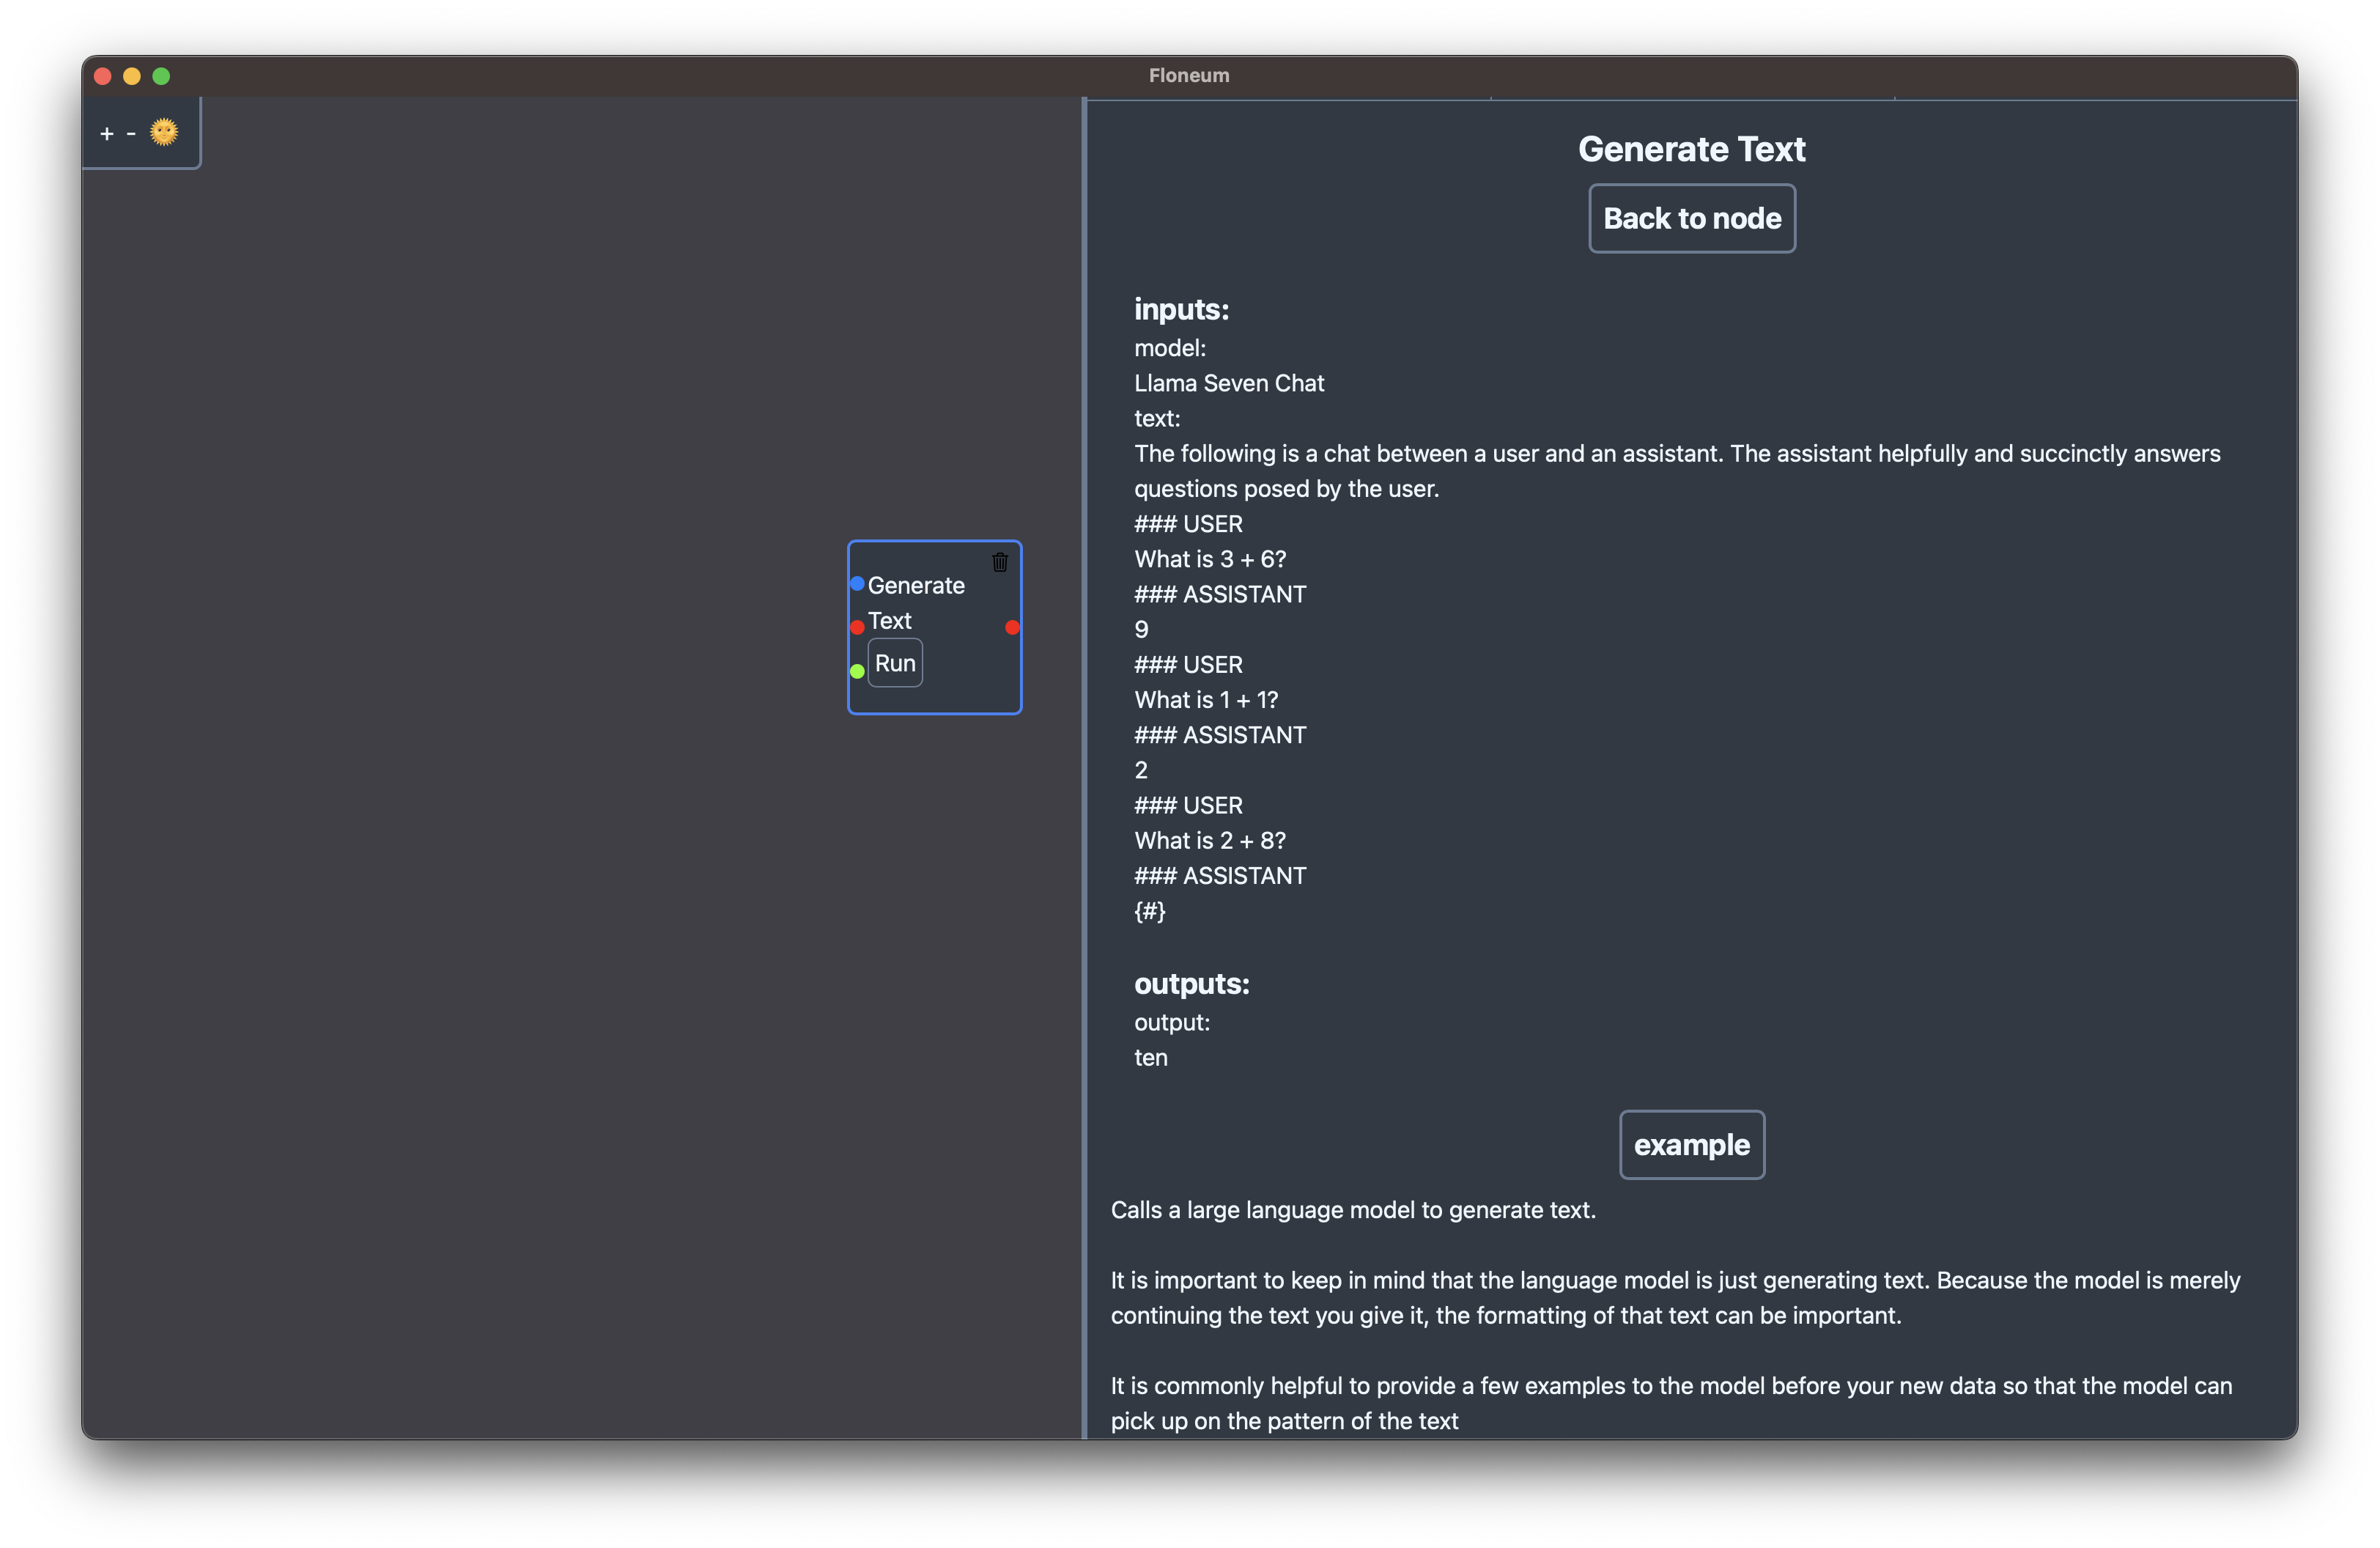 Floneum
+ -
Generate
Text
Run
Generate Text
Back to node
inputs:
model:
Llama Seven Chat
text:
The following is a chat between a user and an assistant. The assistant helpfully and succinctly answers
questions posed by the user.
### USER
What is 3 + 6?
### ASSISTANT
9
### USER
What is 1 + 1?
### ASSISTANT
2
### USER
What is 2 + 8?
### ASSISTANT
{#}
outputs:
output:
ten
example
Calls a large language model to generate text.
It is important to keep in mind that the language model is just generating text. Because the model is merely
continuing the text you give it, the formatting of that text can be important.
It is commonly helpful to provide a few examples to the model before your new data so that the model can
pick up on the pattern of the text